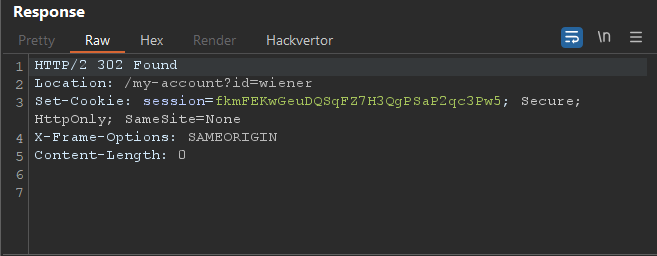 Response
Pretty Raw Hex Render Hackvertor \n
1 HTTP/2 302 Found
2 Location: /my-account?id=wiener
3 Set-Cookie: session=fkmFEKwGeuDQSqFZ7H3QgPSaP2qc3Pw5; Secure;
HttpOnly; SameSite=None
4 X-Frame-Options: SAMEORIGIN
5 Content-Length: 0
6
7